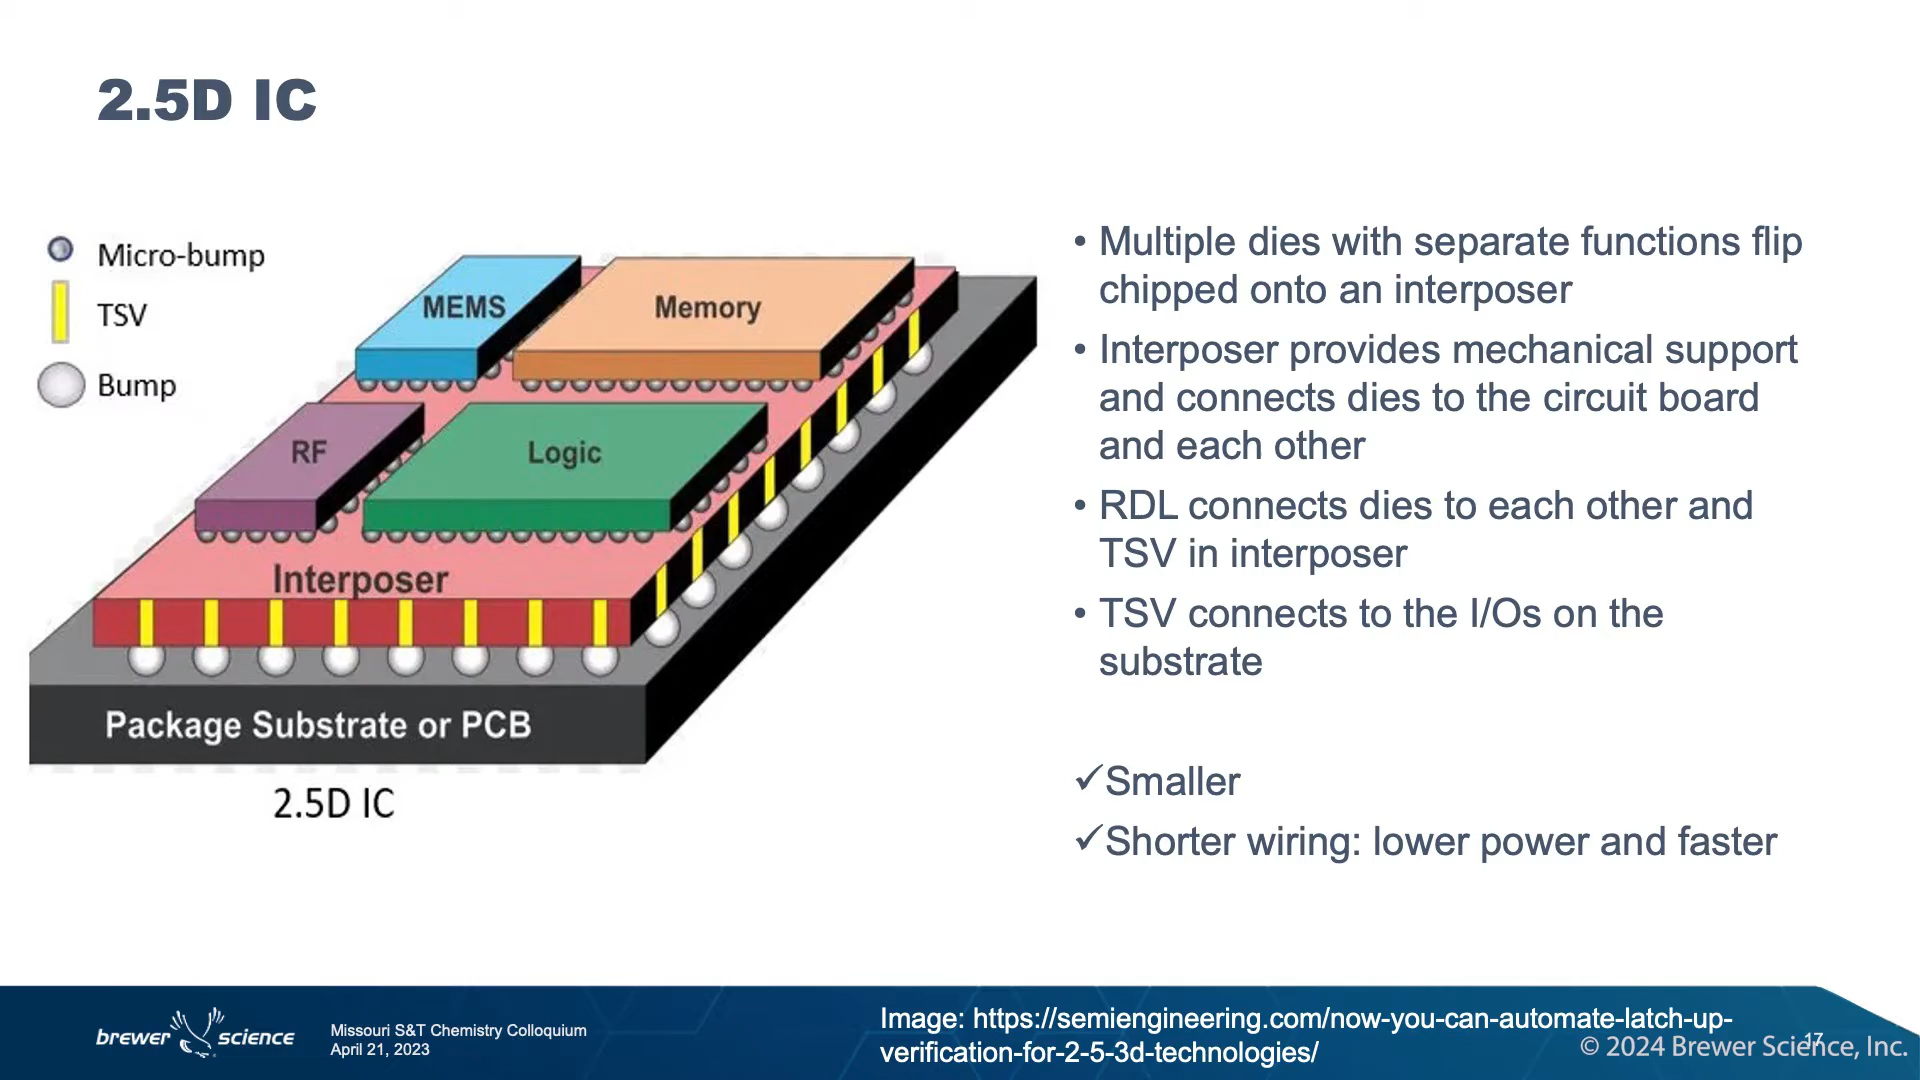 2.5D IC
Micro-bump
TSV
Bump
MEMS
Memory
RF
Logic
Interposer
Package Substrate or PCB
2.5D IC
• Multiple dies with separate functions flip
chipped onto an interposer
• Interposer provides mechanical support
and connects dies to the circuit board
and each other
• RDL connects dies to each other and
TSV in interposer
• TSV connects to the I/Os on the
substrate
✓Smaller
✓Shorter wiring: lower power and faster
brewer science
Missouri S&T Chemistry Colloquium
April 21, 2023
Image: https://semiengineering.com/now-you-can-automate-latch-up-
verification-for-2-5-3d-technologies/
17
© 2024 Brewer Science, Inc.